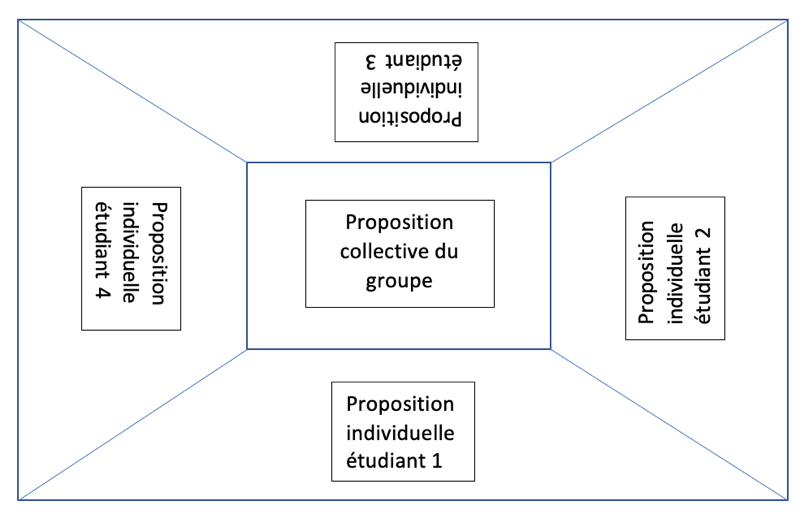 Proposition
individuelle
étudiant 3
Proposition
individuelle
étudiant 4
Proposition
collective du
groupe
Proposition
individuelle
étudiant 2
Proposition
individuelle
étudiant 1